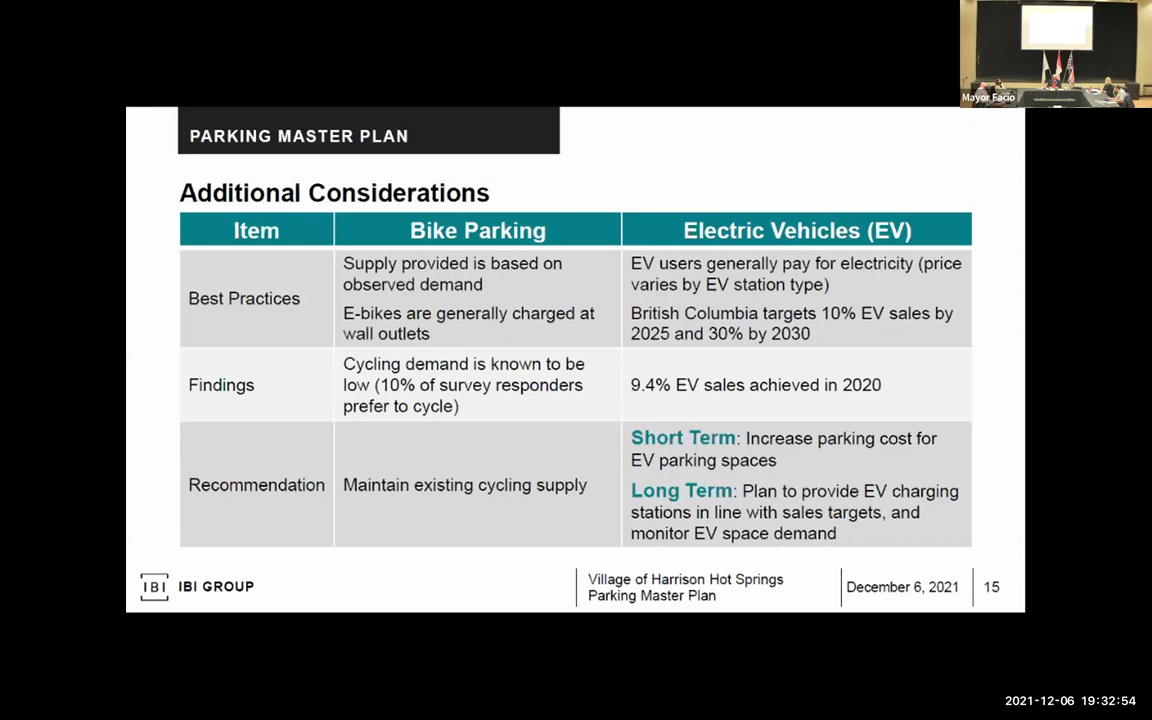 Mayor Facio
PARKING MASTER PLAN
Additional Considerations
Item
Bike Parking
Electric Vehicles (EV)
Best Practices
Supply provided is based on
observed demand
E-bikes are generally charged at
wall outlets
EV users generally pay for electricity (price
varies by EV station type)
British Columbia targets 10% EV sales by
2025 and 30% by 2030
Findings
Cycling demand is known to be
low (10% of survey responders
prefer to cycle)
9.4% EV sales achieved in 2020
Recommendation
Maintain existing cycling supply
Short Term: Increase parking cost for
EV parking spaces
Long Term: Plan to provide EV charging
stations in line with sales targets, and
monitor EV space demand
IBI IBI GROUP
Village of Harrison Hot Springs
Parking Master Plan
December 6, 2021
15
2021-12-06 19:32:54